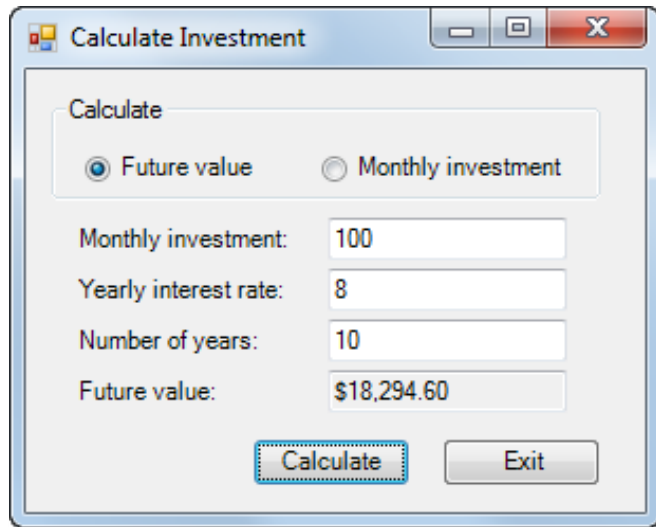 Calculate Investment
Calculate
Future value Monthly investment
Monthly investment: 100
Yearly interest rate: 8
Number of years: 10
Future value: $18,294.60
Calculate Exit